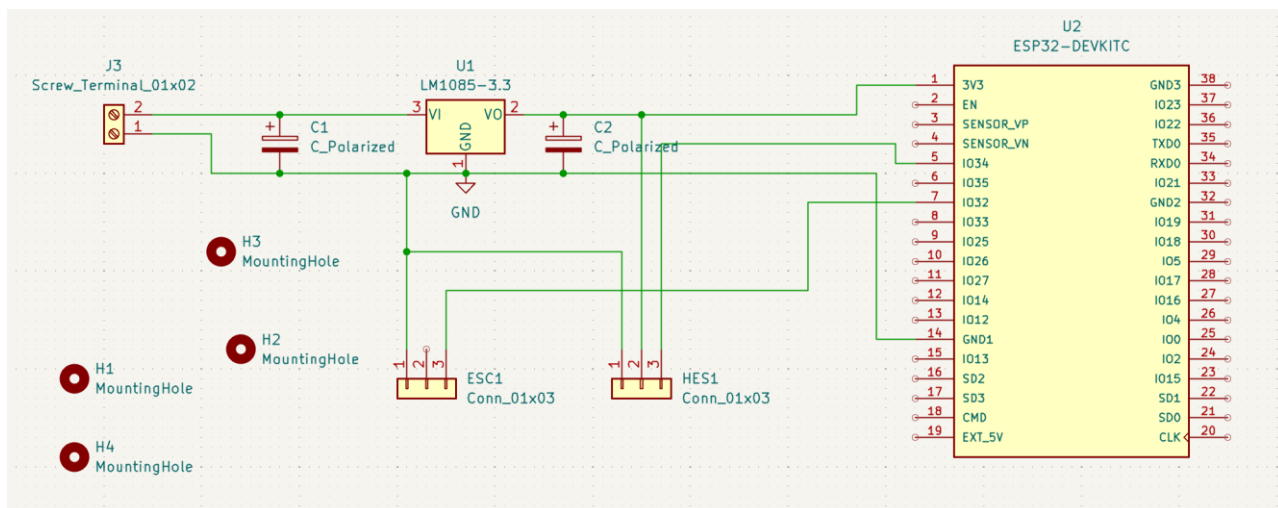 J3
Screw_Terminal_01x02
2
1
C1
C_Polarized
+
U1
LM1085-3.3
3
VI
VO
2
GND
1
GND
+
C2
C_Polarized
H3
MountingHole
H2
MountingHole
H1
MountingHole
H4
MountingHole
1
2
3
ESC1
Conn_01x03
1
2
3
HES1
Conn_01x03
U2
ESP32-DEVKITC
1 3V3 GND3 38
2 EN IO23 37
3 SENSOR_VP IO22 36
4 SENSOR_VN TXD0 35
5 IO34 RXD0 34
6 IO35 IO21 33
7 IO32 GND2 32
8 IO33 IO19 31
9 IO25 IO18 30
10 IO26 IO5 29
11 IO27 IO17 28
12 IO14 IO16 27
13 IO12 IO4 26
14 GND1 IO0 25
15 IO13 IO2 24
16 SD2 IO15 23
17 SD3 SD1 22
18 CMD SD0 21
19 EXT_5V CLK 20